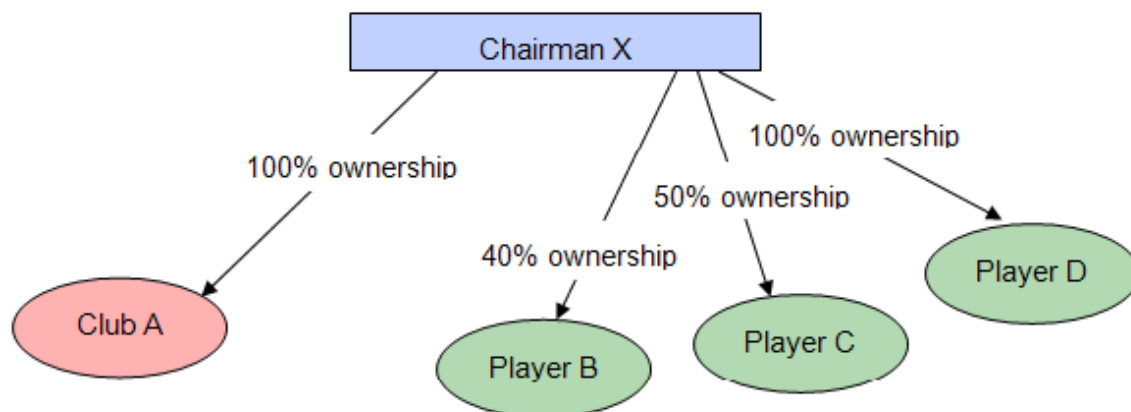 Chairman X
100% ownership
100% ownership
50% ownership
40% ownership
Player D
Club A
Player C
Player B